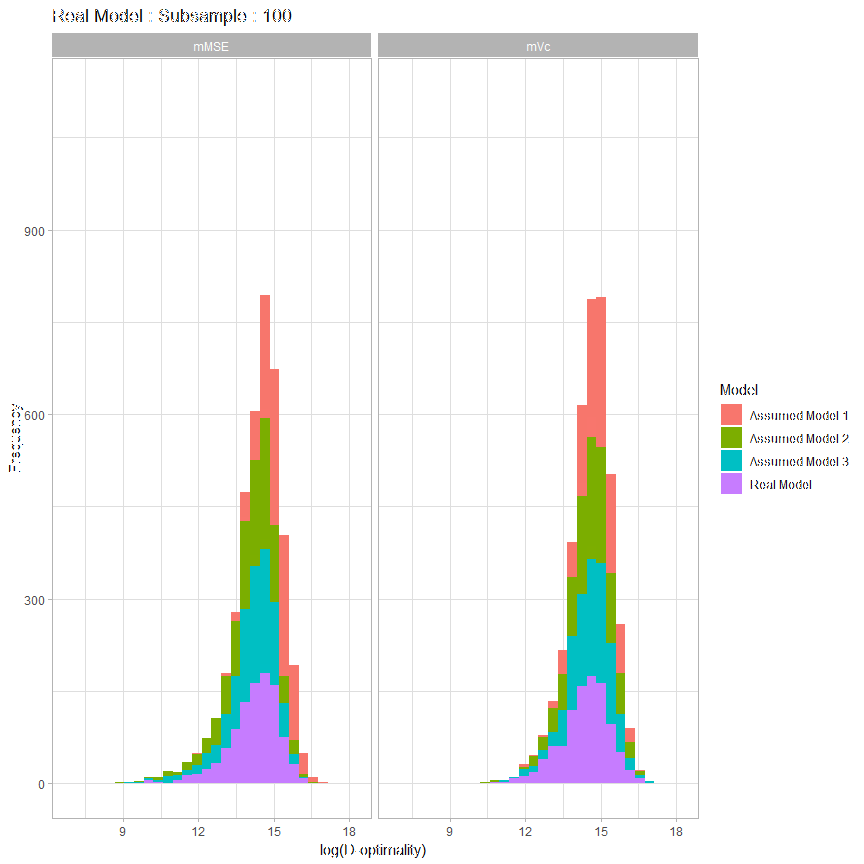 Real Model : Subsample : 100
mMSE
mVc
900
600
300
0
Frequency
9 12 15 18
9 12 15 18
log(D-optimality)
Model
Assumed Model 1
Assumed Model 2
Assumed Model 3
Real Model